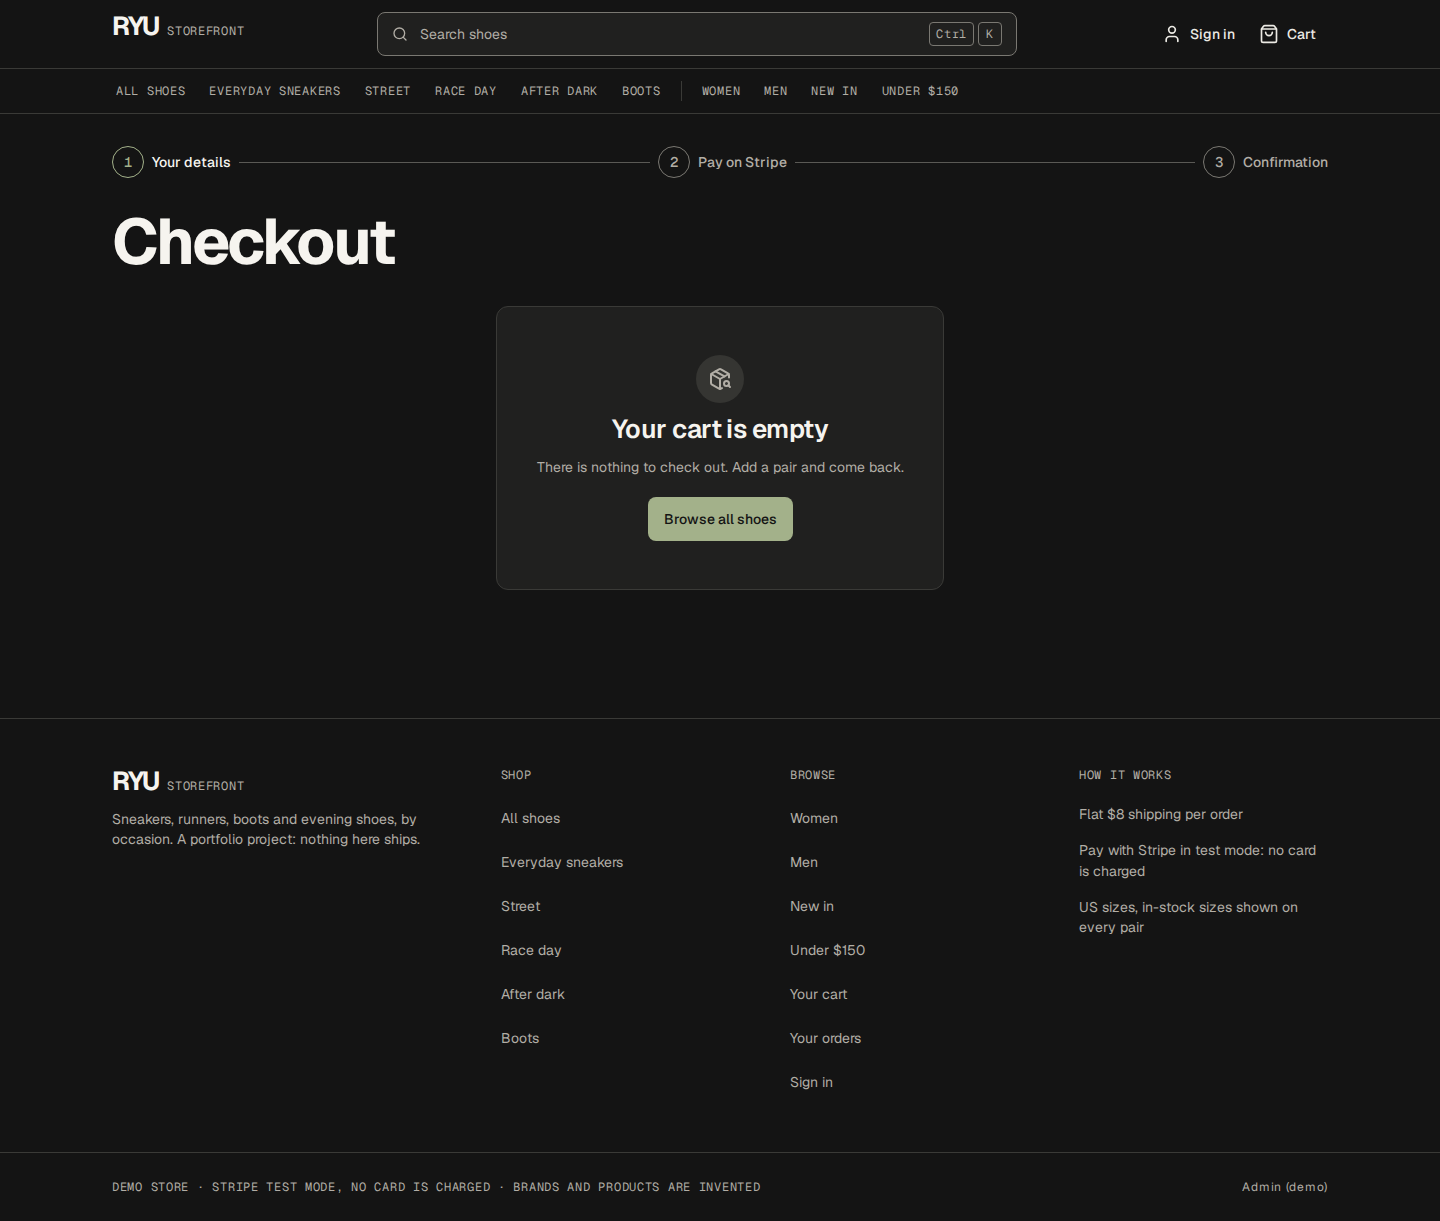 RYU STOREFRONT
Search shoes
Ctrl K
Sign in
Cart
ALL SHOES
EVERYDAY SNEAKERS
STREET
RACE DAY
AFTER DARK
BOOTS
WOMEN
MEN
NEW IN
UNDER $150
1 Your details
2 Pay on Stripe
3 Confirmation
Checkout
Your cart is empty
There is nothing to check out. Add a pair and come back.
Browse all shoes
RYU STOREFRONT
Sneakers, runners, boots and evening shoes, by
occasion. A portfolio project: nothing here ships.
SHOP
All shoes
Everyday sneakers
Street
Race day
After dark
Boots
BROWSE
Women
Men
New in
Under $150
Your cart
Your orders
Sign in
HOW IT WORKS
Flat $8 shipping per order
Pay with Stripe in test mode: no card
is charged
US sizes, in-stock sizes shown on
every pair
DEMO STORE · STRIPE TEST MODE, NO CARD IS CHARGED · BRANDS AND PRODUCTS ARE INVENTED
Admin (demo)